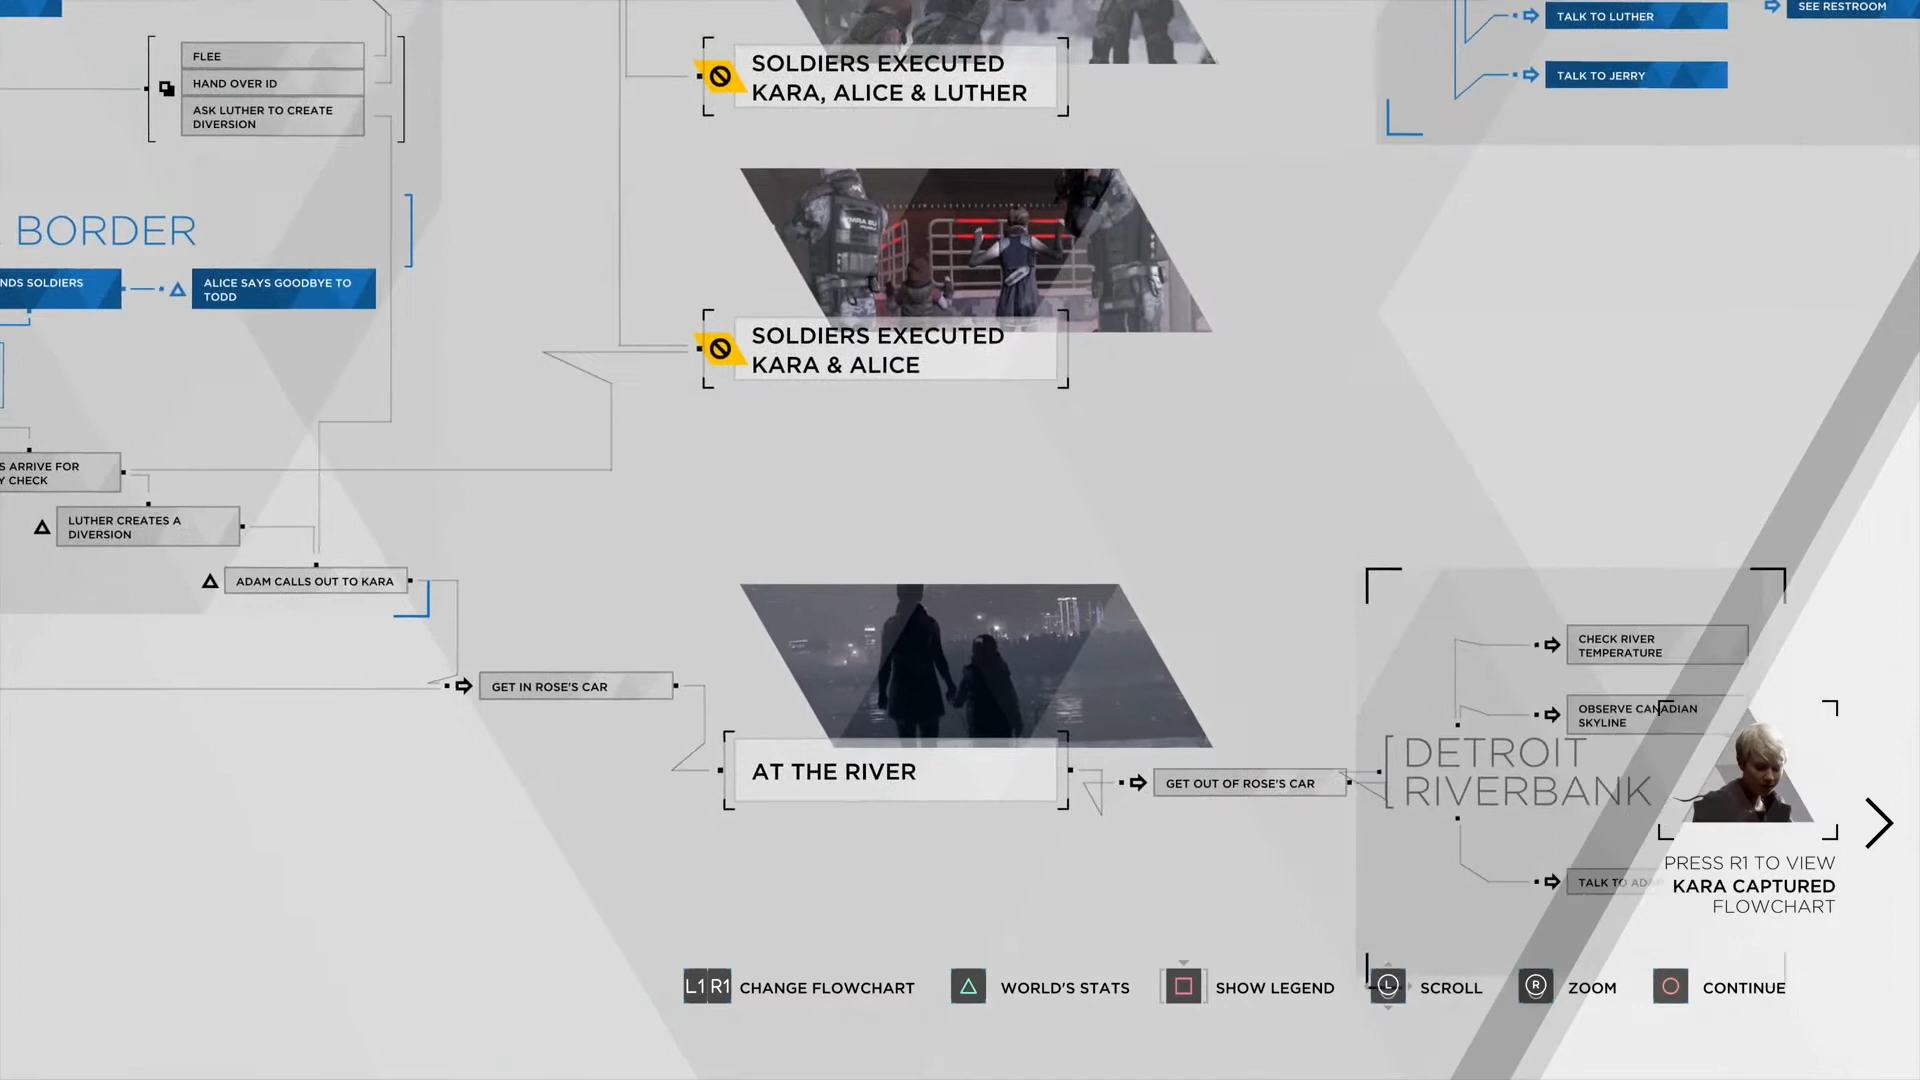 TALK TO LUTHER
SEE RESTROOM
FLEE
HAND OVER ID
ASK LUTHER TO CREATE
DIVERSION
SOLDIERS EXECUTED
KARA, ALICE & LUTHER
TALK TO JERRY
BORDER
NDS SOLDIERS
ALICE SAYS GOODBYE TO
TODD
SOLDIERS EXECUTED
KARA & ALICE
S ARRIVE FOR
Y CHECK
LUTHER CREATES A
DIVERSION
ADAM CALLS OUT TO KARA
GET IN ROSE'S CAR
AT THE RIVER
GET OUT OF ROSE'S CAR
CHECK RIVER
TEMPERATURE
OBSERVE CANADIAN
SKYLINE
DETROIT
RIVERBANK
TALK TO ADA
PRESS R1 TO VIEW
KARA CAPTURED
FLOWCHART
L1 R1 CHANGE FLOWCHART
WORLD'S STATS
SHOW LEGEND
L SCROLL
R ZOOM
CONTINUE